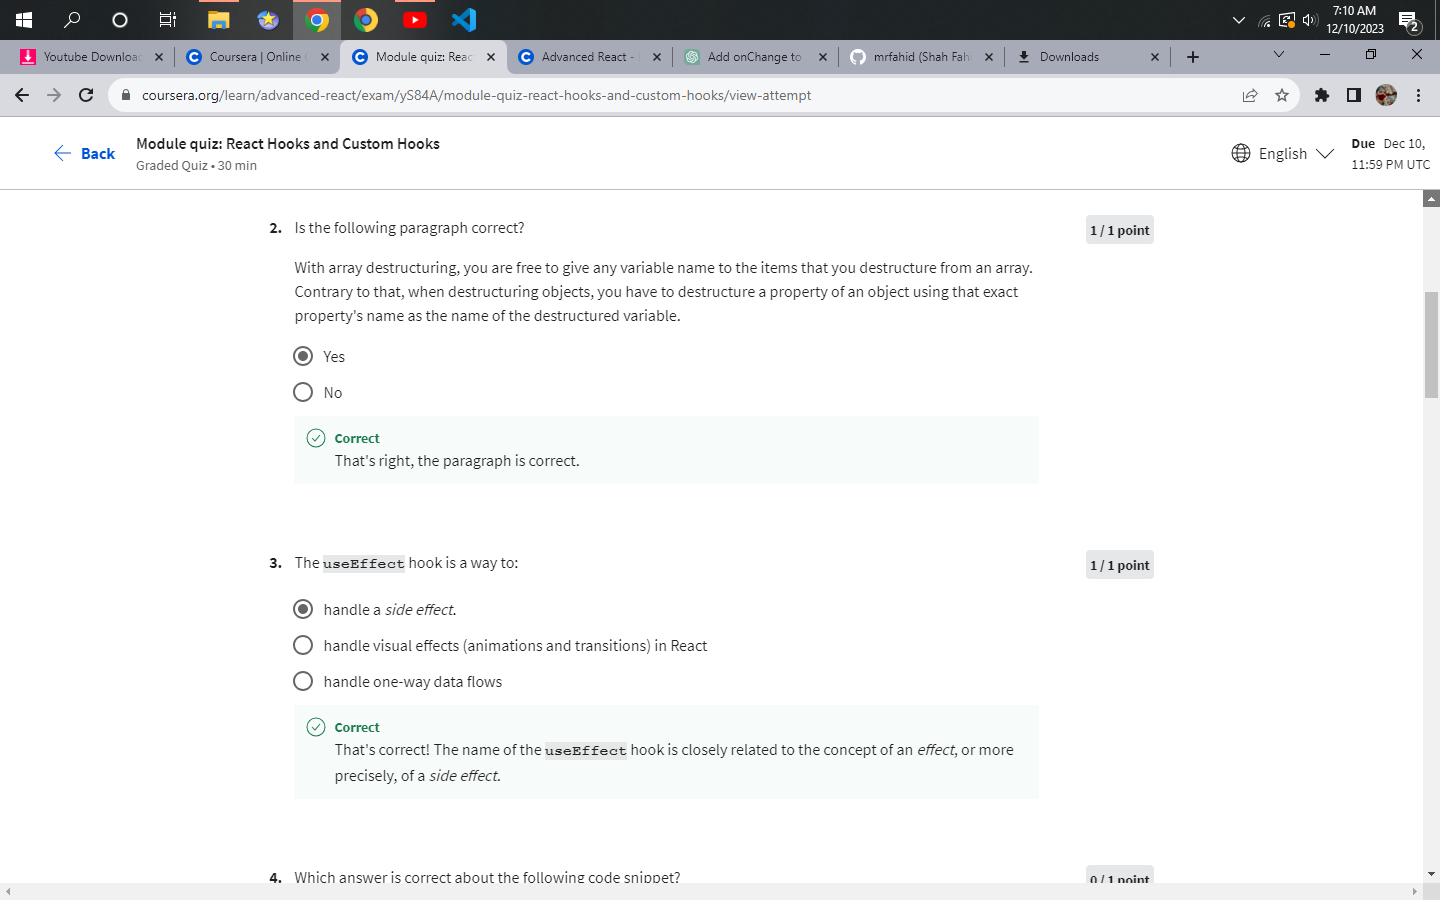 7:10 AM
12/10/2023
2
Youtube Downloa
Coursera | Online
Module quiz: Reac
Advanced React -
Add onChange to
mrfahid (Shah Fah
Downloads
coursera.org/learn/advanced-react/exam/yS84A/module-quiz-react-hooks-and-custom-hooks/view-attempt
Back
Module quiz: React Hooks and Custom Hooks
Graded Quiz • 30 min
English
Due Dec 10,
11:59 PM UTC
2. Is the following paragraph correct?
1 / 1 point
With array destructuring, you are free to give any variable name to the items that you destructure from an array.
Contrary to that, when destructuring objects, you have to destructure a property of an object using that exact
property's name as the name of the destructured variable.
Yes
No
Correct
That's right, the paragraph is correct.
3. The useEffect hook is a way to:
1 / 1 point
handle a side effect.
handle visual effects (animations and transitions) in React
handle one-way data flows
Correct
That's correct! The name of the useEffect hook is closely related to the concept of an effect, or more
precisely, of a side effect.
4. Which answer is correct about the following code snippet?
0 / 1 point